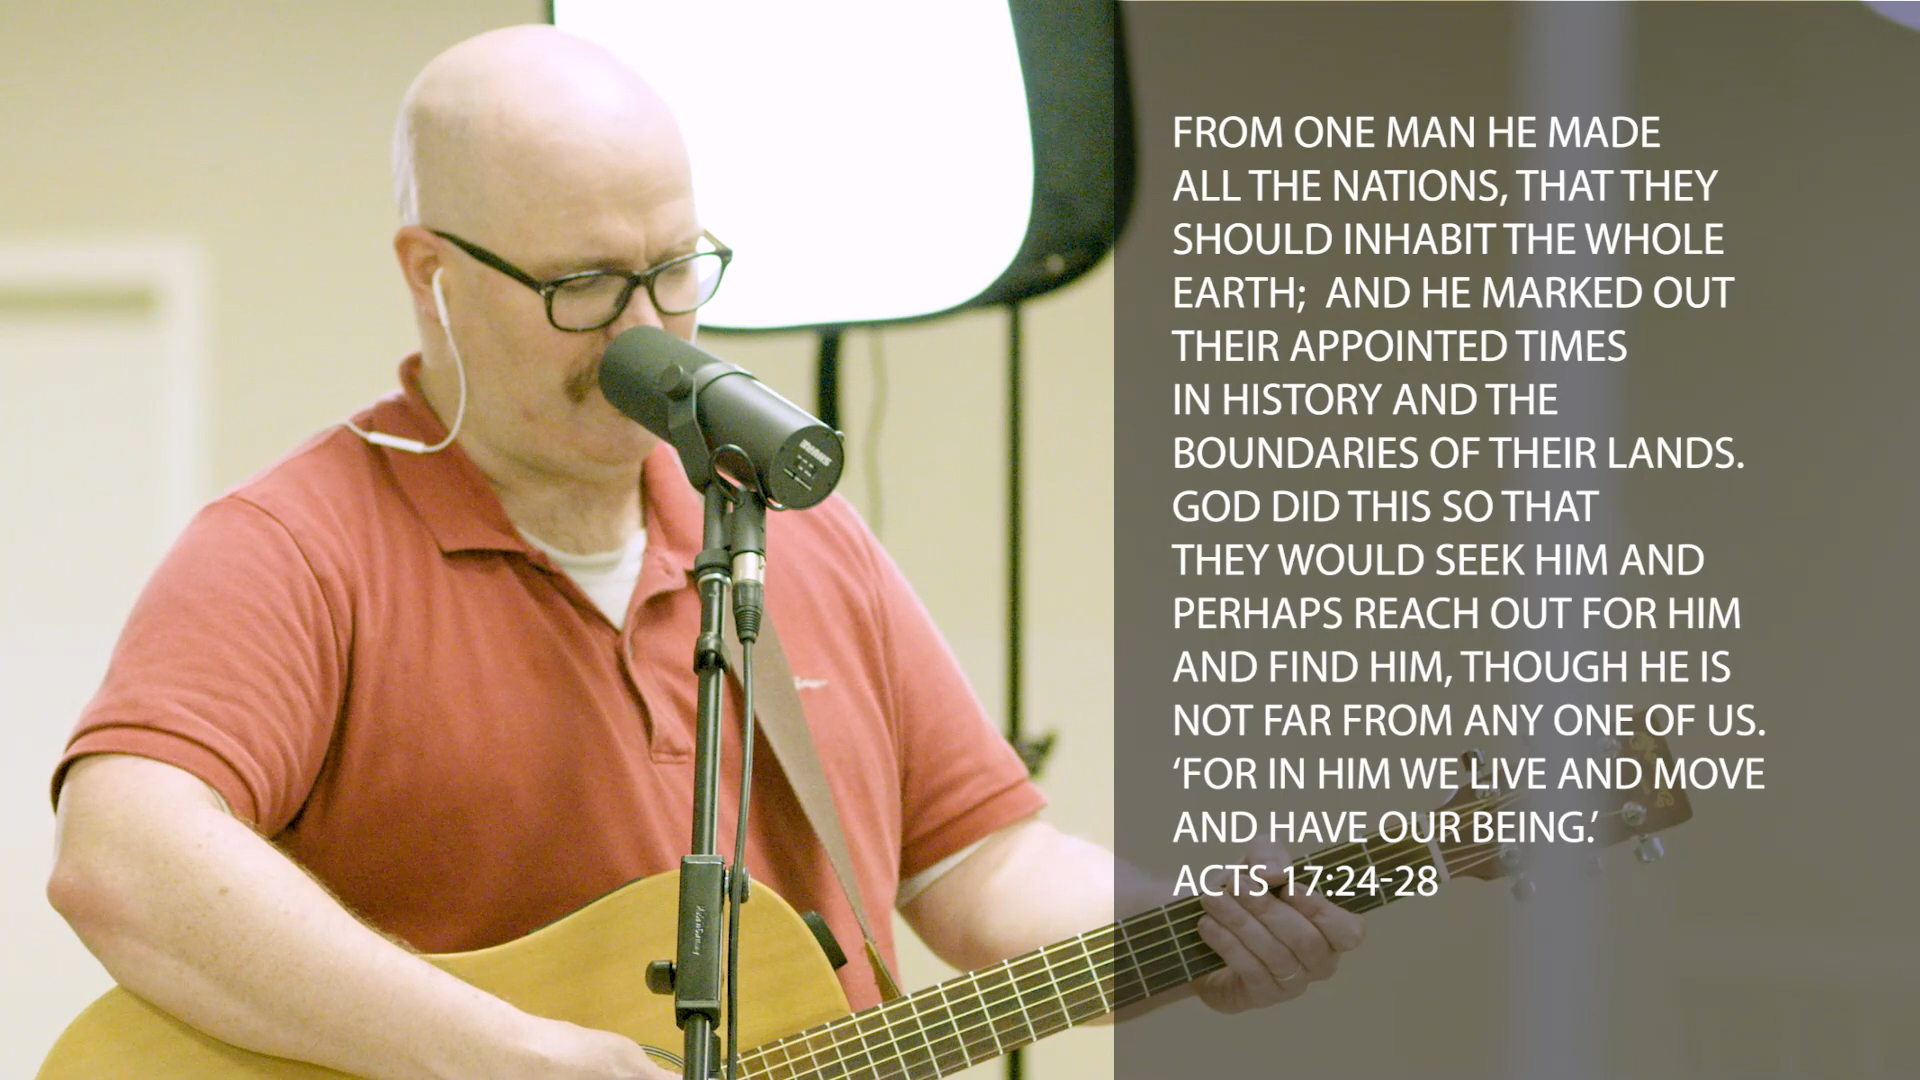 FROM ONE MAN HE MADE
ALL THE NATIONS, THAT THEY
SHOULD INHABIT THE WHOLE
EARTH;  AND HE MARKED OUT
THEIR APPOINTED TIMES
IN HISTORY AND THE
BOUNDARIES OF THEIR LANDS.
GOD DID THIS SO THAT
THEY WOULD SEEK HIM AND
PERHAPS REACH OUT FOR HIM
AND FIND HIM, THOUGH HE IS
NOT FAR FROM ANY ONE OF US.
‘FOR IN HIM WE LIVE AND MOVE
AND HAVE OUR BEING.’
ACTS 17:24-28
SHURE